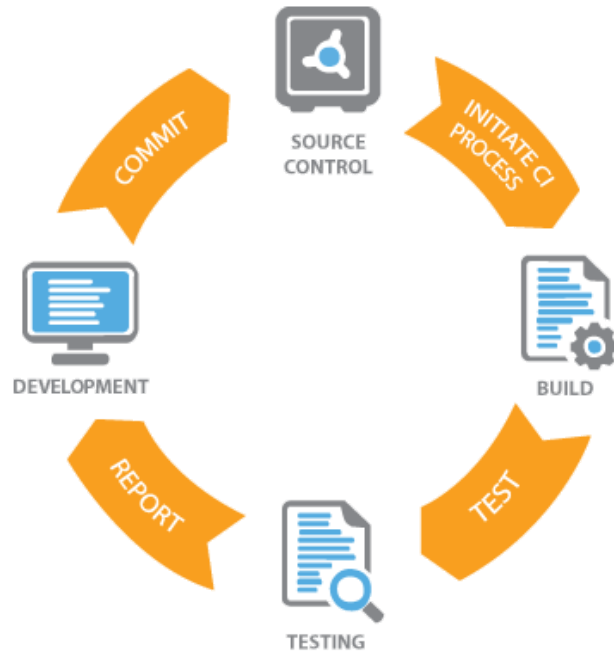 SOURCE
CONTROL
INITIATE CI
PROCESS
BUILD
TEST
TESTING
REPORT
DEVELOPMENT
COMMIT